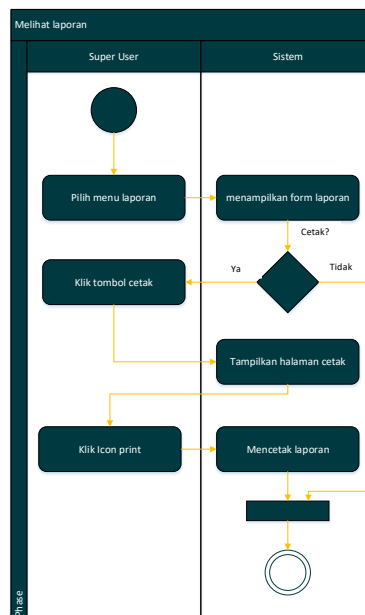 Melihat laporan
Super User
Sistem
Pilih menu laporan
menampilkan form laporan
Cetak?
Ya
Tidak
Klik tombol cetak
Tampilkan halaman cetak
Klik Icon print
Mencetak laporan
Phase